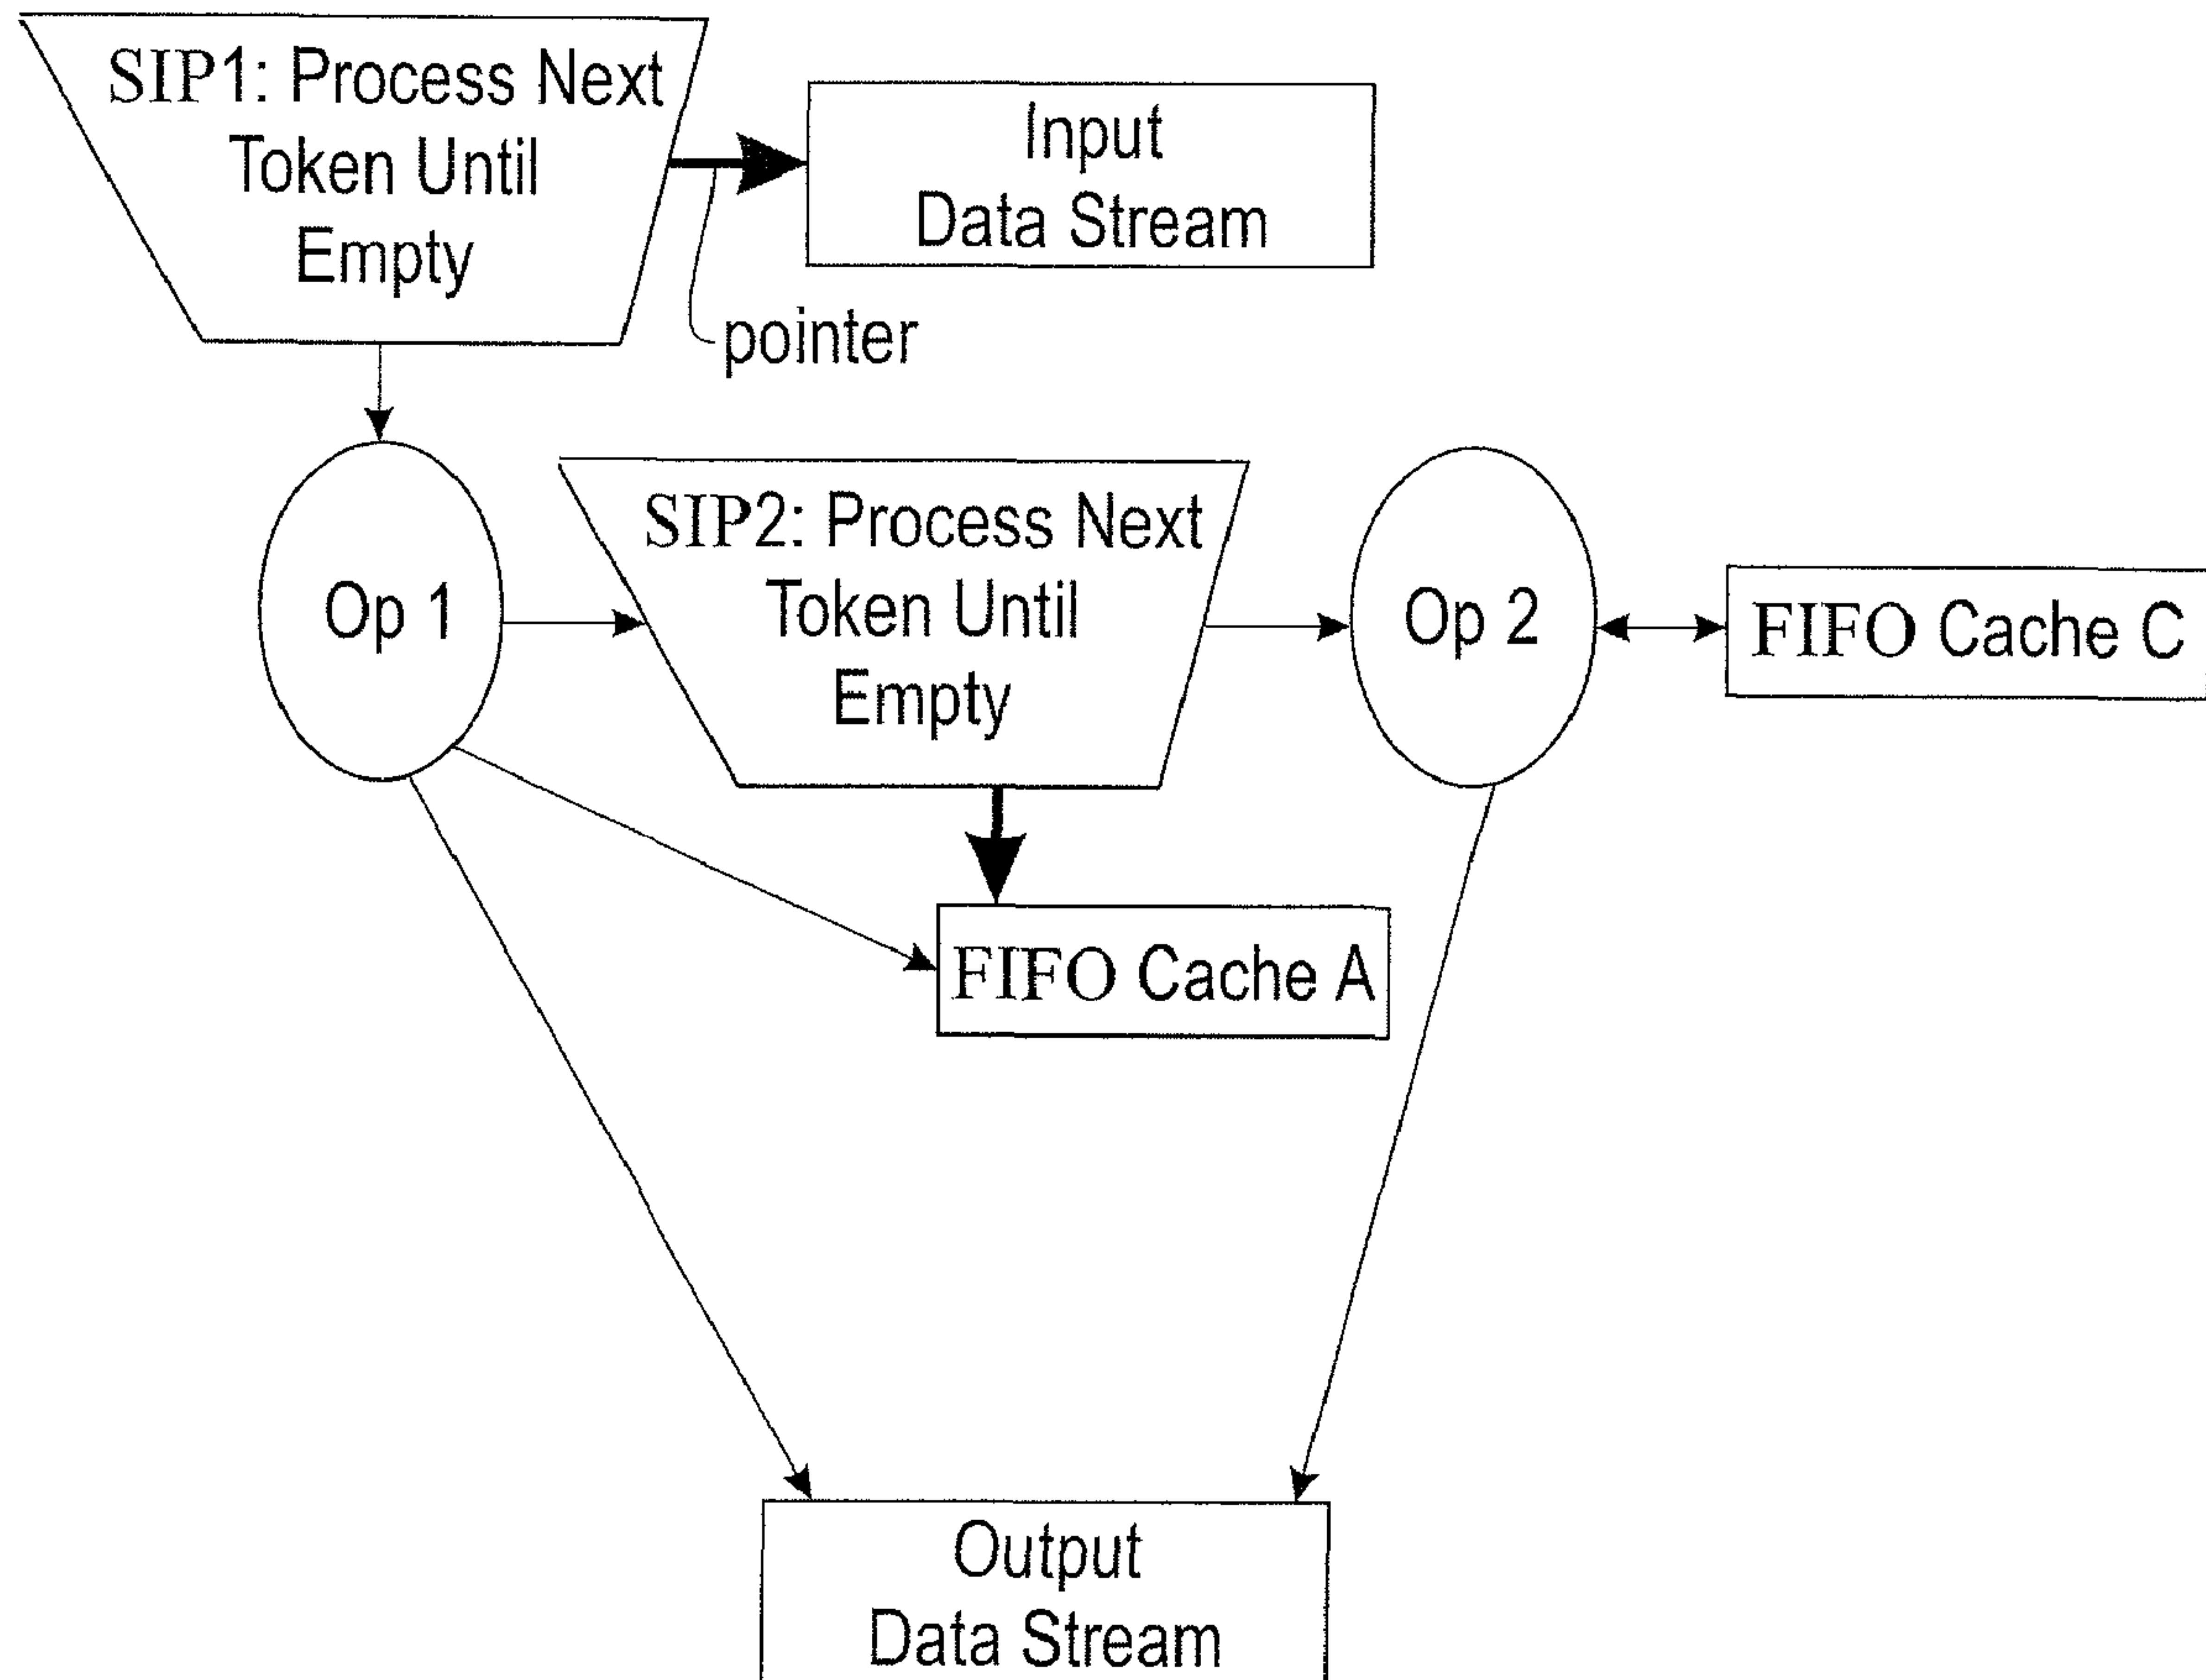 SIP1: Process Next
Token Until
Empty
Input
Data Stream
pointer
Op 1
SIP2: Process Next
Token Until
Empty
Op 2
FIFO Cache C
FIFO Cache A
Output
Data Stream